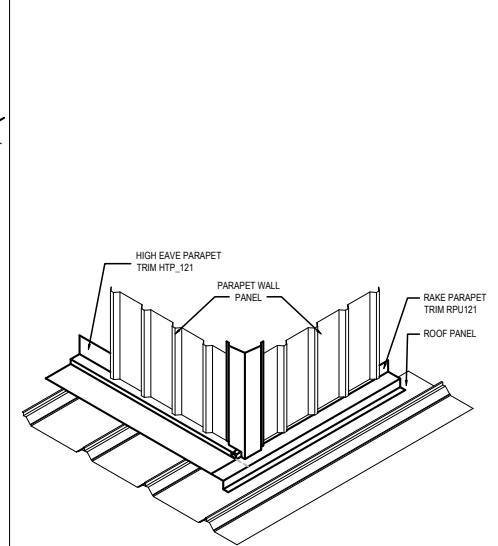 HIGH EAVE PARAPET
TRIM HTP_121
PARAPET WALL
PANEL
RAKE PARAPET
TRIM RPU121
ROOF PANEL